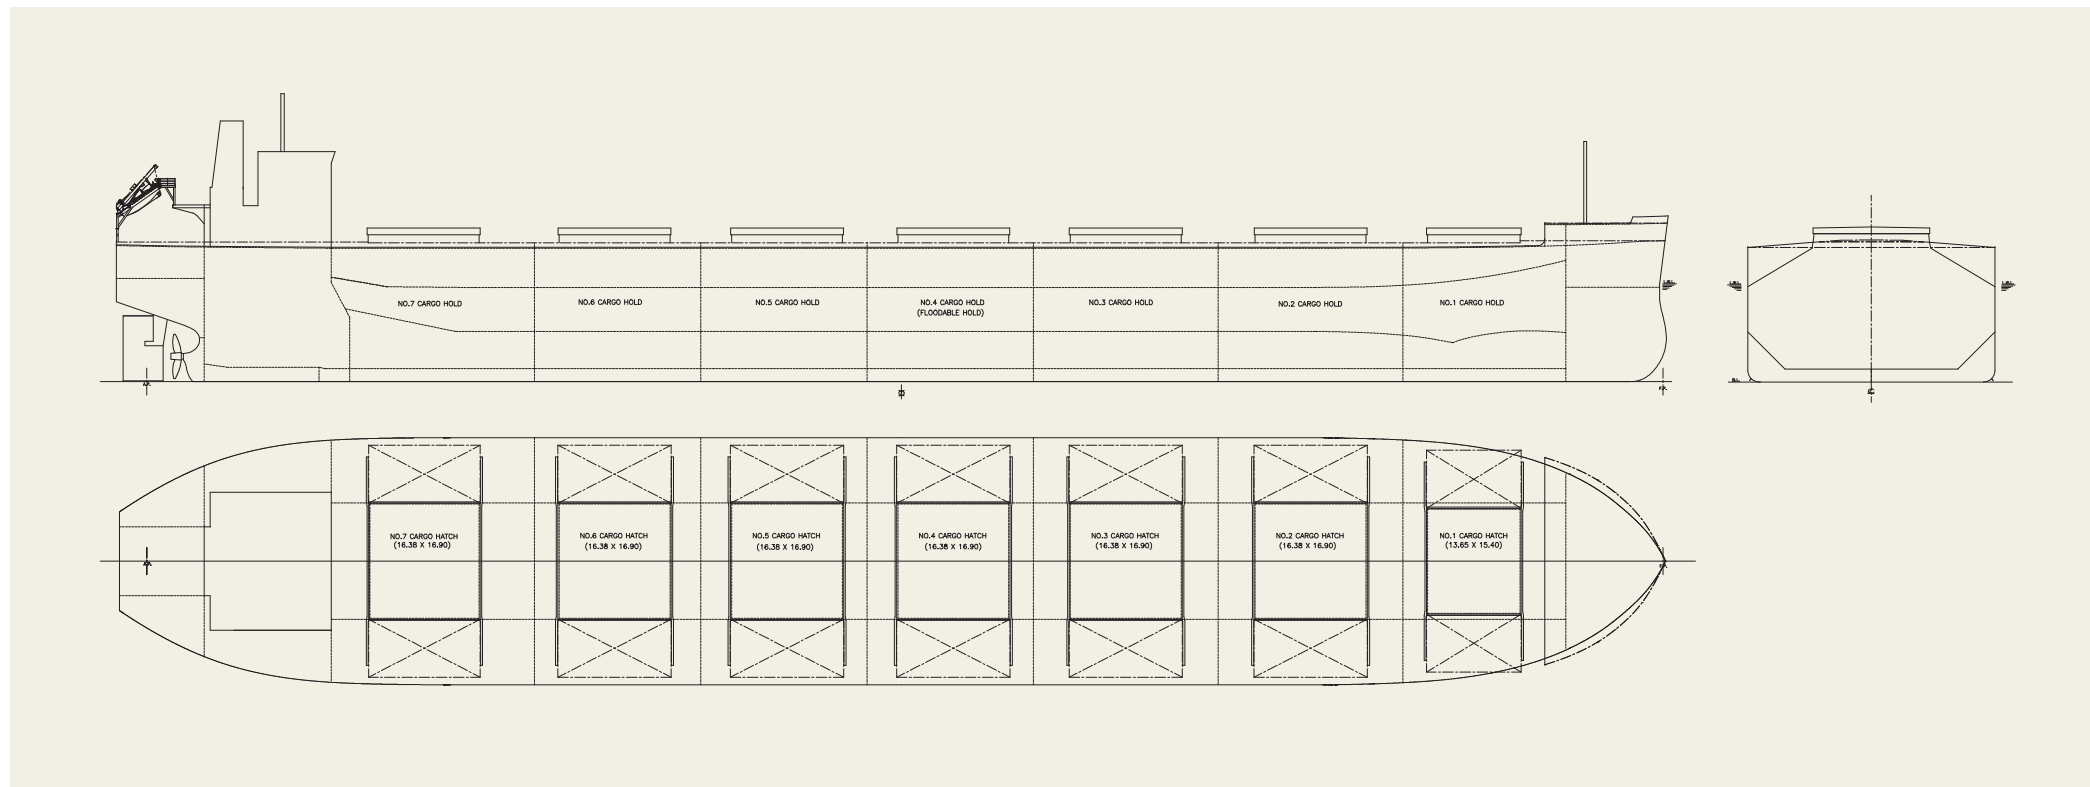 NO.7 CARGO HOLD
NO.6 CARGO HOLD
NO.5 CARGO HOLD
NO.4 CARGO HOLD
(FLOODABLE HOLD)
NO.3 CARGO HOLD
NO.2 CARGO HOLD
NO.1 CARGO HOLD
NO.7 CARGO HATCH
(16.38 X 16.90)
NO.6 CARGO HATCH
(16.38 X 16.90)
NO.5 CARGO HATCH
(16.38 X 16.90)
NO.4 CARGO HATCH
(16.38 X 16.90)
NO.3 CARGO HATCH
(16.38 X 16.90)
NO.2 CARGO HATCH
(16.38 X 16.90)
NO.1 CARGO HATCH
(13.65 X 15.40)